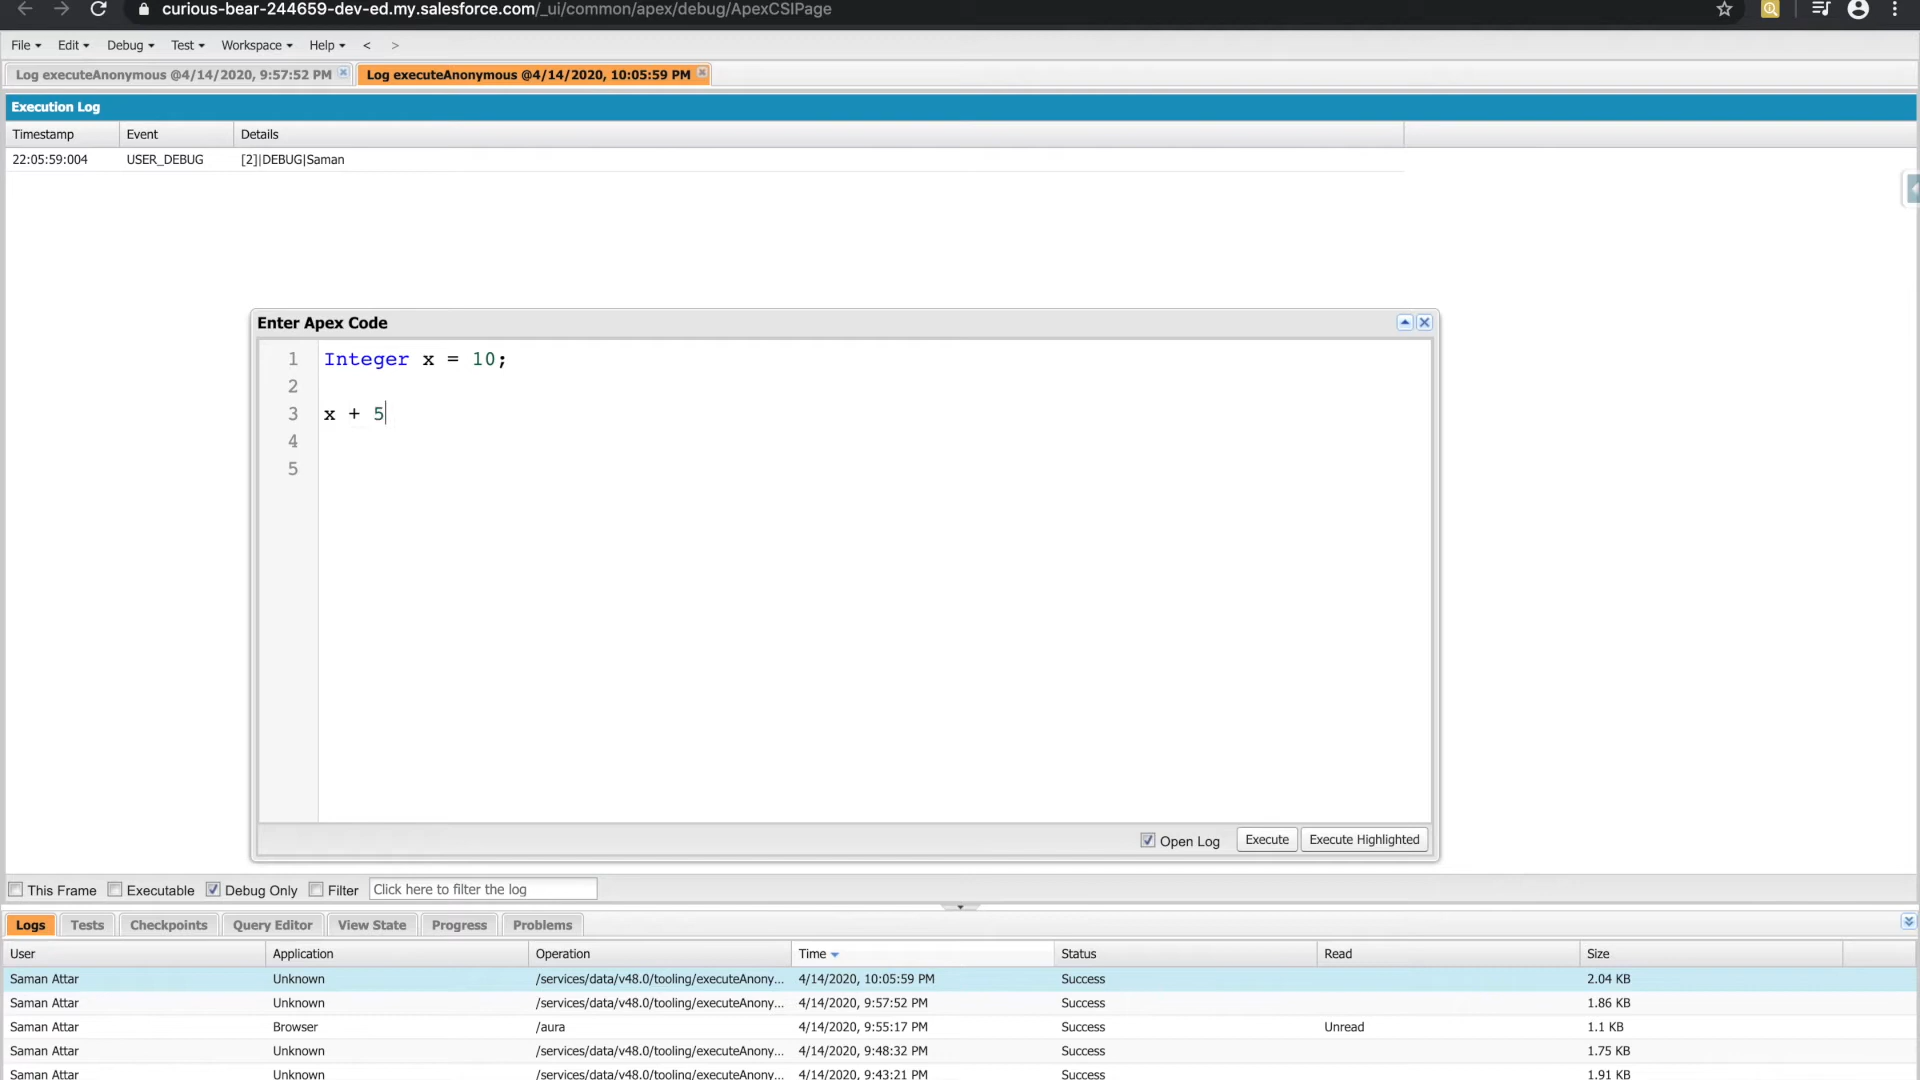 curious-bear-244659-dev-ed.my.salesforce.com/_ui/common/apex/debug/ApexCSIPage
File Edit Debug Test Workspace Help < >
Log executeAnonymous @4/14/2020, 9:57:52 PM Log executeAnonymous @4/14/2020, 10:05:59 PM
Execution Log
Timestamp Event Details
22:05:59:004 USER_DEBUG [2]|DEBUG|Saman
Enter Apex Code
1 Integer x = 10;
2
3 x + 5
4
5
Open Log Execute Execute Highlighted
This Frame Executable Debug Only Filter Click here to filter the log
Logs Tests Checkpoints Query Editor View State Progress Problems
User Application Operation Time Status Read Size
Saman Attar Unknown /services/data/v48.0/tooling/executeAnony... 4/14/2020, 10:05:59 PM Success 2.04 KB
Saman Attar Unknown /services/data/v48.0/tooling/executeAnony... 4/14/2020, 9:57:52 PM Success 1.86 KB
Saman Attar Browser /aura 4/14/2020, 9:55:17 PM Success Unread 1.1 KB
Saman Attar Unknown /services/data/v48.0/tooling/executeAnony... 4/14/2020, 9:48:32 PM Success 1.75 KB
Saman Attar Unknown /services/data/v48.0/tooling/executeAnony... 4/14/2020, 9:43:21 PM Success 1.91 KB